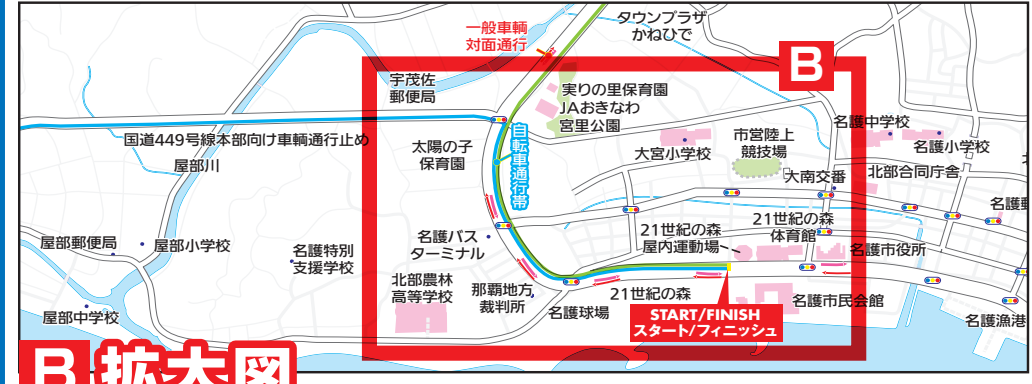 一般車輌
対面通行
タウンプラザ
かねひで
B
宇茂佐
郵便局
実りの里保育園
JAおきなわ
宮里公園
国道449号線本部向け車輌通行止め
屋部川
太陽の子
保育園
自転車通行帯
大宮小学校
市営陸上
競技場
名護中学校
名護小学校
大南交番
北部合同庁舎
屋部郵便局
屋部小学校
名護特別
支援学校
名護バス
ターミナル
21世紀の森
屋内運動場
21世紀の森
体育館
名護市役所
北部農林
高等学校
那覇地方
裁判所
名護球場
21世紀の森
名護市民会館
START/FINISH
スタート/フィニッシュ
屋部中学校
名護漁港
B 拡大図